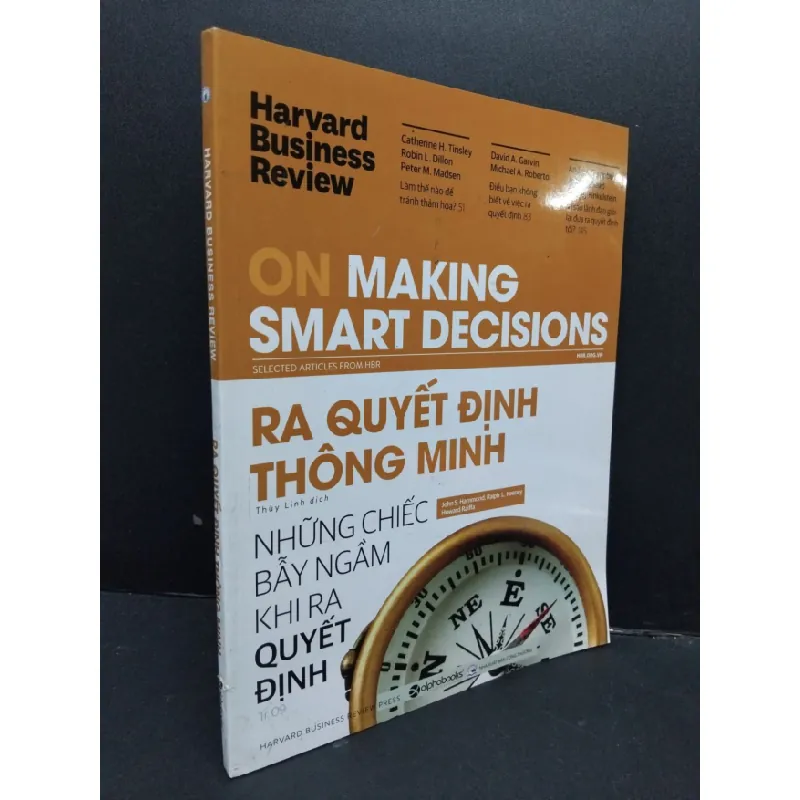 Harvard
Business
Review
Catherine H. Tinsley
Robin L. Dillon
Peter M. Madsen
Làm thế nào để
tránh thảm họa? 51
David A. Garvin
Michael A. Roberto
Điều bạn không
biết về việc ra
quyết định 83
ON MAKING
SMART DECISIONS
SELECTED ARTICLES FROM HBR
RA QUYẾT ĐỊNH
THÔNG MINH
Thùy Linh dịch
John S. Hammond, Ralph L. Keeney
Howard Raiffa
NHỮNG CHIẾC
BẪY NGẦM
KHI RA
QUYẾT
ĐỊNH
N NE E SE
HARVARD BUSINESS REVIEW PRESS
alphabooks
HARVARD BUSINESS REVIEW